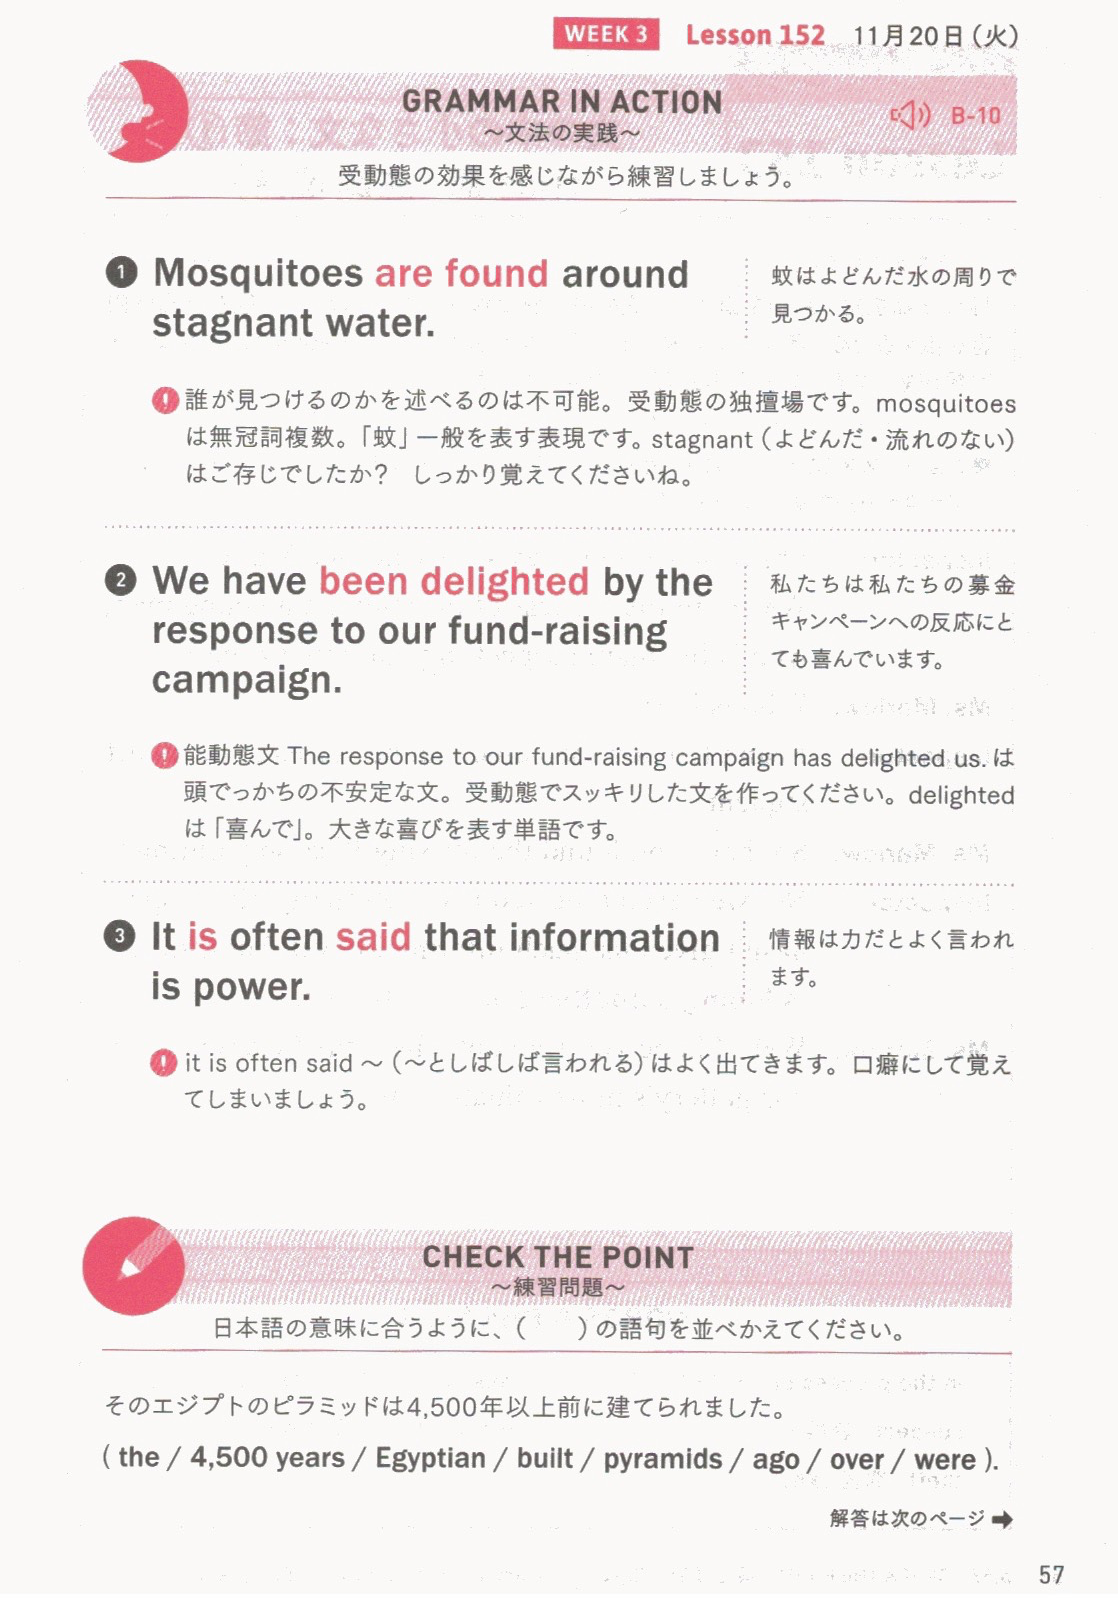 WEEK 3 Lesson 152 11月20日（火）
GRAMMAR IN ACTION
～文法の実践～
B-10
受動態の効果を感じながら練習しましょう。
1 Mosquitoes are found around
stagnant water.
蚊はよどんだ水の周りで
見つかる。
誰が見つけるのかを述べるのは不可能。受動態の独擅場です。mosquitoes
は無冠詞複数。「蚊」一般を表す表現です。stagnant（よどんだ・流れのない）
はご存じでしたか？　しっかり覚えてくださいね。
2 We have been delighted by the
response to our fund-raising
campaign.
私たちは私たちの募金
キャンペーンへの反応にと
ても喜んでいます。
能動態文 The response to our fund-raising campaign has delighted us. は
頭でっかちの不安定な文。受動態でスッキリした文を作ってください。delighted
は「喜んで」。大きな喜びを表す単語です。
3 It is often said that information
is power.
情報は力だとよく言われ
ます。
it is often said ～（～としばしば言われる）はよく出てきます。口癖にして覚え
てしまいましょう。
CHECK THE POINT
～練習問題～
日本語の意味に合うように、（　　）の語句を並べかえてください。
そのエジプトのピラミッドは4,500年以上前に建てられました。
( the / 4,500 years / Egyptian / built / pyramids / ago / over / were ).
解答は次のページ ➡
57